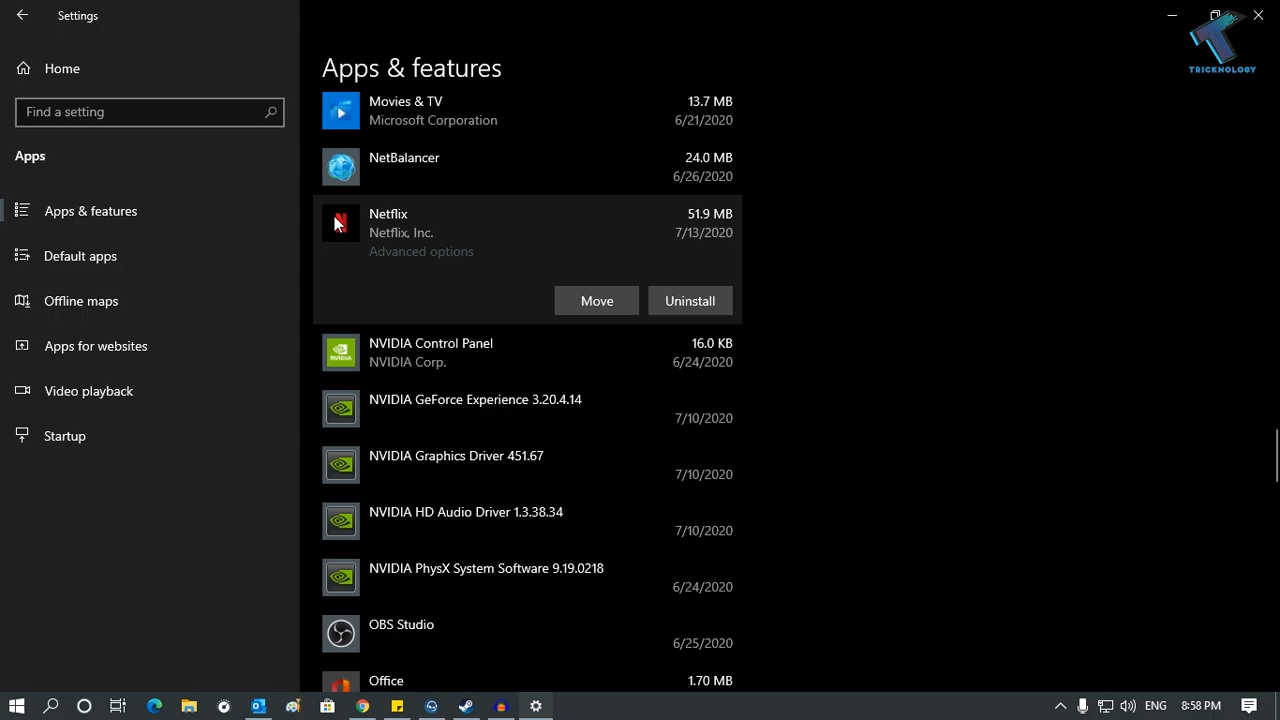 Settings
TRICKNOLOGY
Home
Find a setting
Apps
Apps & features
Default apps
Offline maps
Apps for websites
Video playback
Startup
Apps & features
Movies & TV 13.7 MB
Microsoft Corporation 6/21/2020
NetBalancer 24.0 MB
6/26/2020
Netflix 51.9 MB
Netflix, Inc. 7/13/2020
Advanced options
Move Uninstall
NVIDIA Control Panel 16.0 KB
NVIDIA Corp. 6/24/2020
NVIDIA GeForce Experience 3.20.4.14
7/10/2020
NVIDIA Graphics Driver 451.67
7/10/2020
NVIDIA HD Audio Driver 1.3.38.34
7/10/2020
NVIDIA PhysX System Software 9.19.0218
6/24/2020
OBS Studio
6/25/2020
Office 1.70 MB
ENG 8:58 PM